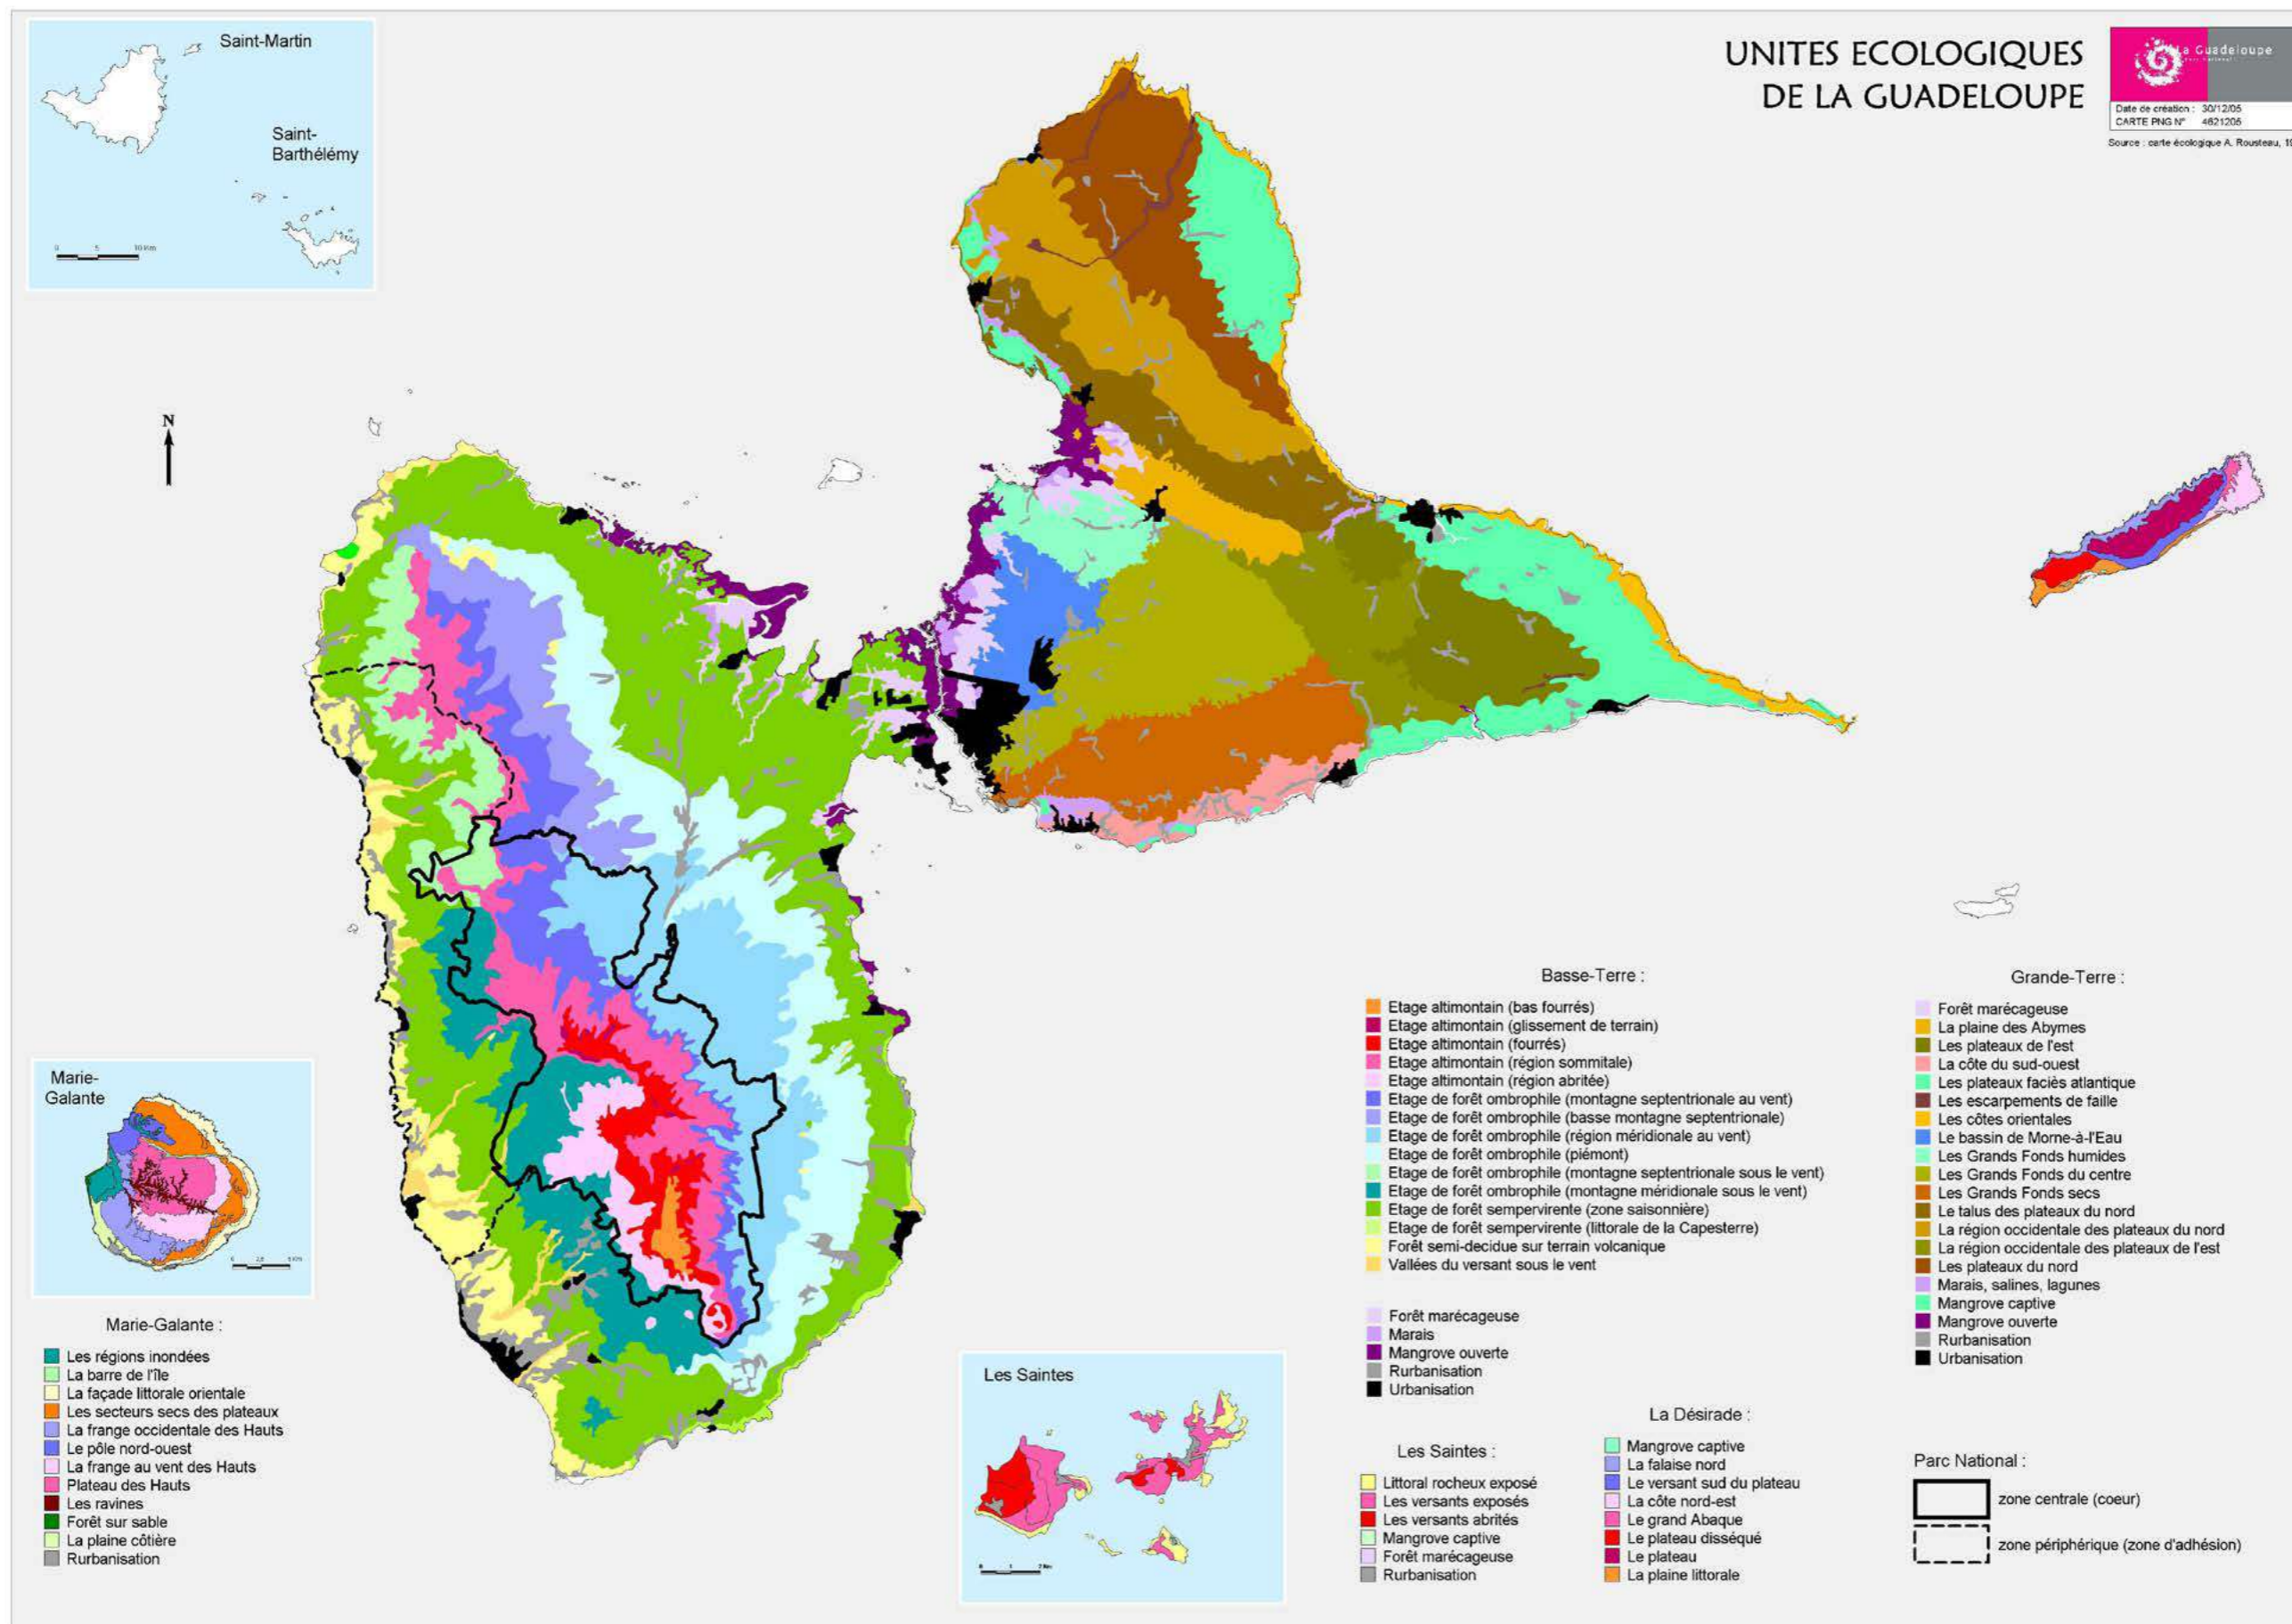 UNITES ECOLOGIQUES
DE LA GUADELOUPE
La Guadeloupe
Date de création : 30/12/05
CARTE PNG N° 4621205
Source : carte écologique A. Rousteau, 19
Saint-Martin
Saint-
Barthélémy
0 5 10 Km
N
Marie-
Galante
Marie-Galante :
Les régions inondées
La barre de l'île
La façade littorale orientale
Les secteurs secs des plateaux
La frange occidentale des Hauts
Le pôle nord-ouest
La frange au vent des Hauts
Plateau des Hauts
Les ravines
Forêt sur sable
La plaine côtière
Rurbanisation
Les Saintes
Basse-Terre :
Etage altimontain (bas fourrés)
Etage altimontain (glissement de terrain)
Etage altimontain (fourrés)
Etage altimontain (région sommitale)
Etage altimontain (région abritée)
Etage de forêt ombrophile (montagne septentrionale au vent)
Etage de forêt ombrophile (basse montagne septentrionale)
Etage de forêt ombrophile (région méridionale au vent)
Etage de forêt ombrophile (piémont)
Etage de forêt ombrophile (montagne septentrionale sous le vent)
Etage de forêt ombrophile (montagne méridionale sous le vent)
Etage de forêt sempervirente (zone saisonnière)
Etage de forêt sempervirente (littorale de la Capesterre)
Forêt semi-decidue sur terrain volcanique
Vallées du versant sous le vent
Forêt marécageuse
Marais
Mangrove ouverte
Rurbanisation
Urbanisation
Grande-Terre :
Forêt marécageuse
La plaine des Abymes
Les plateaux de l'est
La côte du sud-ouest
Les plateaux faciès atlantique
Les escarpements de faille
Les côtes orientales
Le bassin de Morne-à-l'Eau
Les Grands Fonds humides
Les Grands Fonds du centre
Les Grands Fonds secs
Le talus des plateaux du nord
La région occidentale des plateaux du nord
La région occidentale des plateaux de l'est
Les plateaux du nord
Marais, salines, lagunes
Mangrove captive
Mangrove ouverte
Rurbanisation
Urbanisation
Les Saintes :
Littoral rocheux exposé
Les versants exposés
Les versants abrités
Mangrove captive
Forêt marécageuse
Rurbanisation
La Désirade :
Mangrove captive
La falaise nord
Le versant sud du plateau
La côte nord-est
Le grand Abaque
Le plateau disséqué
Le plateau
La plaine littorale
Parc National :
zone centrale (coeur)
zone périphérique (zone d'adhésion)